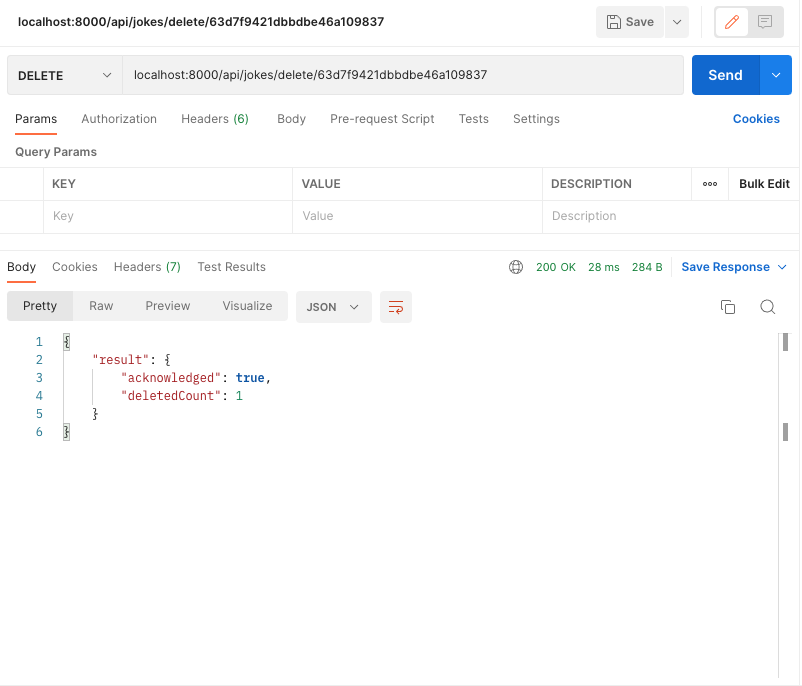 localhost:8000/api/jokes/delete/63d7f9421dbbdbe46a109837 Save
DELETE localhost:8000/api/jokes/delete/63d7f9421dbbdbe46a109837 Send
Params Authorization Headers (6) Body Pre-request Script Tests Settings Cookies
Query Params
KEY VALUE DESCRIPTION Bulk Edit
Key Value Description
Body Cookies Headers (7) Test Results 200 OK 28 ms 284 B Save Response
Pretty Raw Preview Visualize JSON
1 {
2 "result": {
3 "acknowledged": true,
4 "deletedCount": 1
5 }
6 }